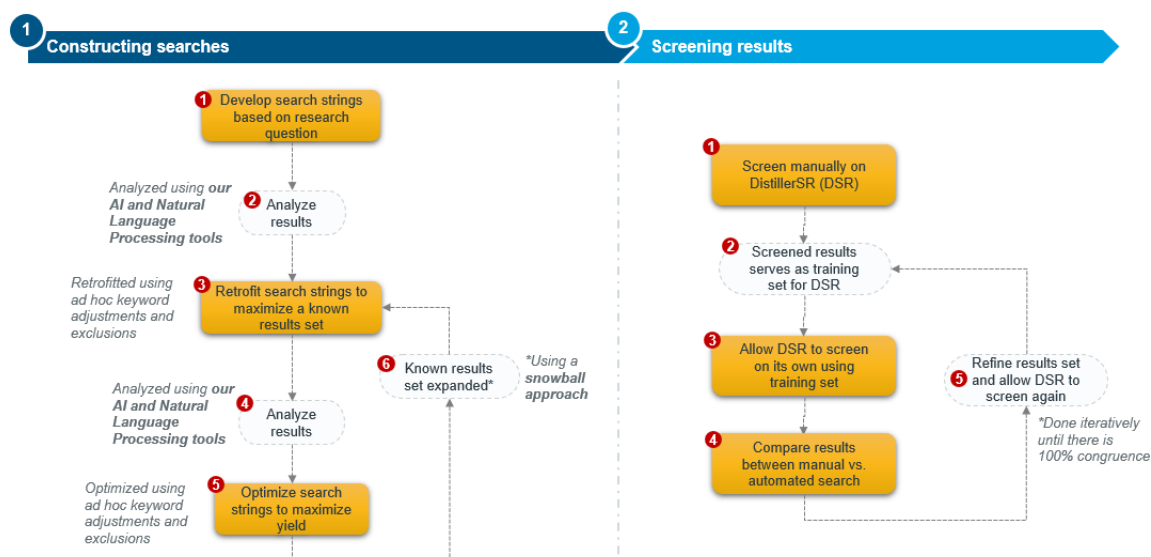 1
Constructing searches
2
Screening results
1
Develop search strings
based on research
question
Analyzed using our
AI and Natural
Language
Processing tools
2
Analyze
results
Retrofitted using
ad hoc keyword
adjustments and
exclusions
3
Retrofit search strings to
maximize a known
results set
6
Known results
set expanded*
*Using a
snowball
approach
Analyzed using our
AI and Natural
Language
Processing tools
4
Analyze
results
Optimized using
ad hoc keyword
adjustments and
exclusions
5
Optimize search
strings to maximize
yield
1
Screen manually on
DistillerSR (DSR)
2
Screened results
serves as training
set for DSR
3
Allow DSR to screen
on its own using
training set
4
Compare results
between manual vs.
automated search
5
Refine results set
and allow DSR to
screen again
*Done iteratively
until there is
100% congruence